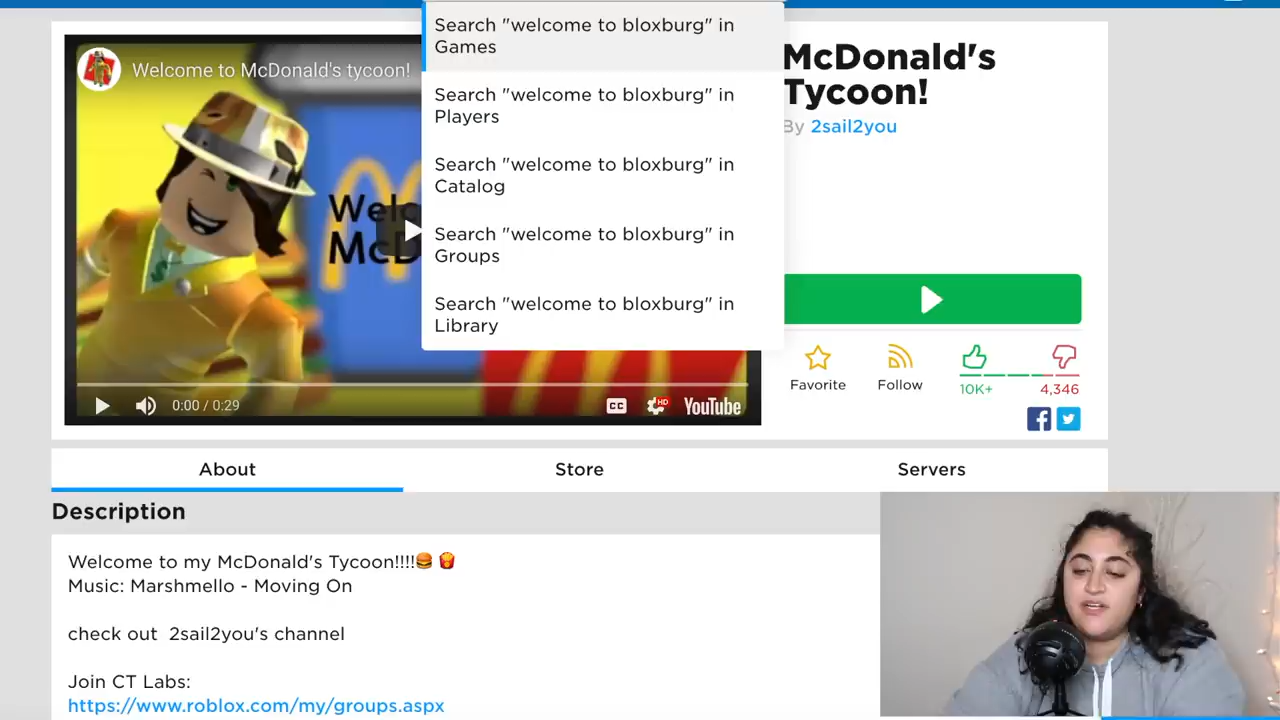 Search "welcome to bloxburg" in
Games
Search "welcome to bloxburg" in
Players
Search "welcome to bloxburg" in
Catalog
Search "welcome to bloxburg" in
Groups
Search "welcome to bloxburg" in
Library
Welcome to McDonald's tycoon!
McDonald's
Tycoon!
By 2sail2you
Favorite
Follow
10K+
4,346
0:00 / 0:29
CC
HD
YouTube
About
Store
Servers
Description
Welcome to my McDonald's Tycoon!!!!🍔🍟
Music: Marshmello - Moving On
check out 2sail2you's channel
Join CT Labs:
https://www.roblox.com/my/groups.aspx